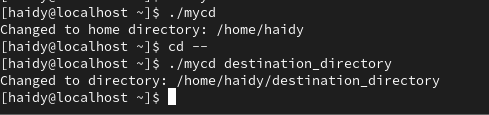 [haidy@localhost ~]$ ./mycd
Changed to home directory: /home/haidy
[haidy@localhost ~]$ cd --
[haidy@localhost ~]$ ./mycd destination_directory
Changed to directory: /home/haidy/destination_directory
[haidy@localhost ~]$